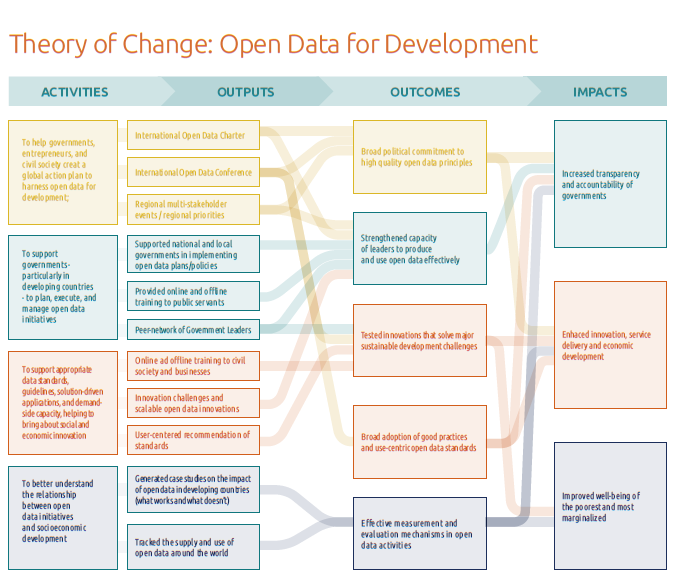 Theory of Change: Open Data for Development
ACTIVITIES
OUTPUTS
OUTCOMES
IMPACTS
To help governments,
entrepreneurs, and
civil society creat a
global action plan to
harness open data for
development;
To support
governments -
particularly in
developing countries
- to plan, execute, and
manage open data
initiatives
To support appropriate
data standards,
guidelines, solution-driven
applications, and demand-
side capacity, helping to
bring about social and
economic innovation
To better understand
the relationship
between open
data initiatives
and socioeconomic
development
International Open Data Charter
International Open Data Conference
Regional multi-stakeholder
events / regional priorities
Supported national and local
governments in implementing
open data plans/policies
Provided online and offline
training to public servants
Peer-network of Government Leaders
Online ad offline training to civil
society and businesses
Innovation challenges and
scalable open data innovations
User-centered recommendation of
standards
Generated case studies on the impact
of open data in developing countries
(what works and what doesn't)
Tracked the supply and use of
open data around the world
Broad political commitment to
high quality open data principles
Strengthened capacity
of leaders to produce
and use open data effectively
Tested innovations that solve major
sustainable development challenges
Broad adoption of good practices
and use-centric open data standards
Effective measurement and
evaluation mechanisms in open
data activities
Increased transparency
and accountability of
governments
Enhaced innovation, service
delivery and economic
development
Improved well-being of
the poorest and most
marginalized